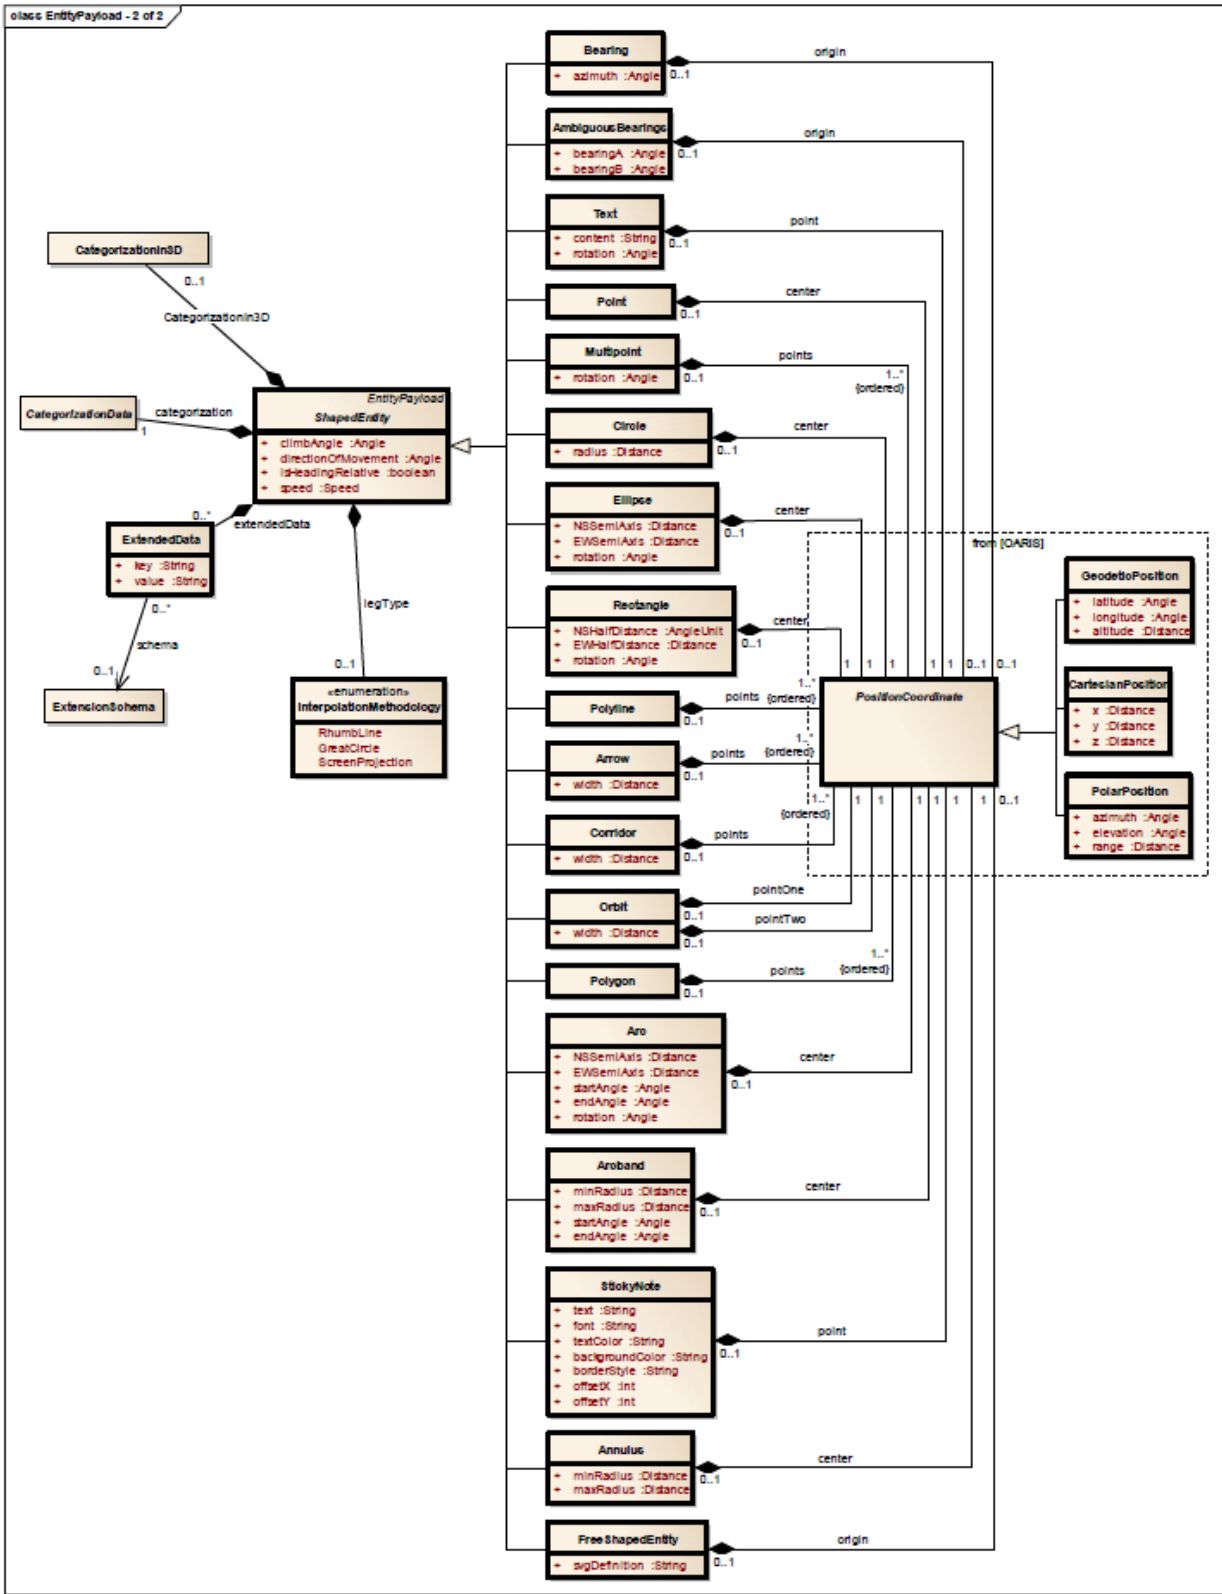 class EntityPayload - 2 of 2
Bearing
+ azimuth :Angle
0..1
origin
AmbiguousBearings
+ bearingA :Angle
+ bearingB :Angle
0..1
origin
Text
+ content :String
+ rotation :Angle
0..1
point
CategorizationIn3D
0..1
CategorizationIn3D
Point
0..1
center
Multipoint
+ rotation :Angle
0..1
points
1..*
{ordered}
CategorizationData
categorization
1
EntityPayload
ShapedEntity
+ climbAngle :Angle
+ directionOfMovement :Angle
+ isHeadingRelative :boolean
+ speed :Speed
Circle
+ radius :Distance
0..1
center
Ellipse
+ NSSemiAxis :Distance
+ EWSemiAxis :Distance
+ rotation :Angle
0..1
center
0..*
extendedData
ExtendedData
+ key :String
+ value :String
0..*
schema
0..1
ExtensionSchema
legType
0..1
«enumeration»
InterpolationMethodology
RhumbLine
GreatCircle
ScreenProjection
from [OARIS]
GeodeticPosition
+ latitude :Angle
+ longitude :Angle
+ altitude :Distance
Rectangle
+ NSHalfDistance :AngleUnit
+ EWHalfDistance :Distance
+ rotation :Angle
0..1
center
1 1 1 1 1 1 0..1 0..1
PositionCoordinate
CartesianPosition
+ x :Distance
+ y :Distance
+ z :Distance
Polyline
0..1
points
1..*
{ordered}
Arrow
+ width :Distance
0..1
points
1..*
{ordered}
PolarPosition
+ azimuth :Angle
+ elevation :Angle
+ range :Distance
1..*
{ordered}
1 1 1 1 1 1 0..1
Corridor
+ width :Distance
0..1
points
Orbit
+ width :Distance
0..1
pointOne
0..1
pointTwo
Polygon
0..1
points
1..*
{ordered}
Arc
+ NSSemiAxis :Distance
+ EWSemiAxis :Distance
+ startAngle :Angle
+ endAngle :Angle
+ rotation :Angle
0..1
center
Arcband
+ minRadius :Distance
+ maxRadius :Distance
+ startAngle :Angle
+ endAngle :Angle
0..1
center
StickyNote
+ text :String
+ font :String
+ textColor :String
+ backgroundColor :String
+ borderStyle :String
+ offsetX :int
+ offsetY :int
0..1
point
Annulus
+ minRadius :Distance
+ maxRadius :Distance
0..1
center
FreeShapedEntity
+ svgDefinition :String
0..1
origin